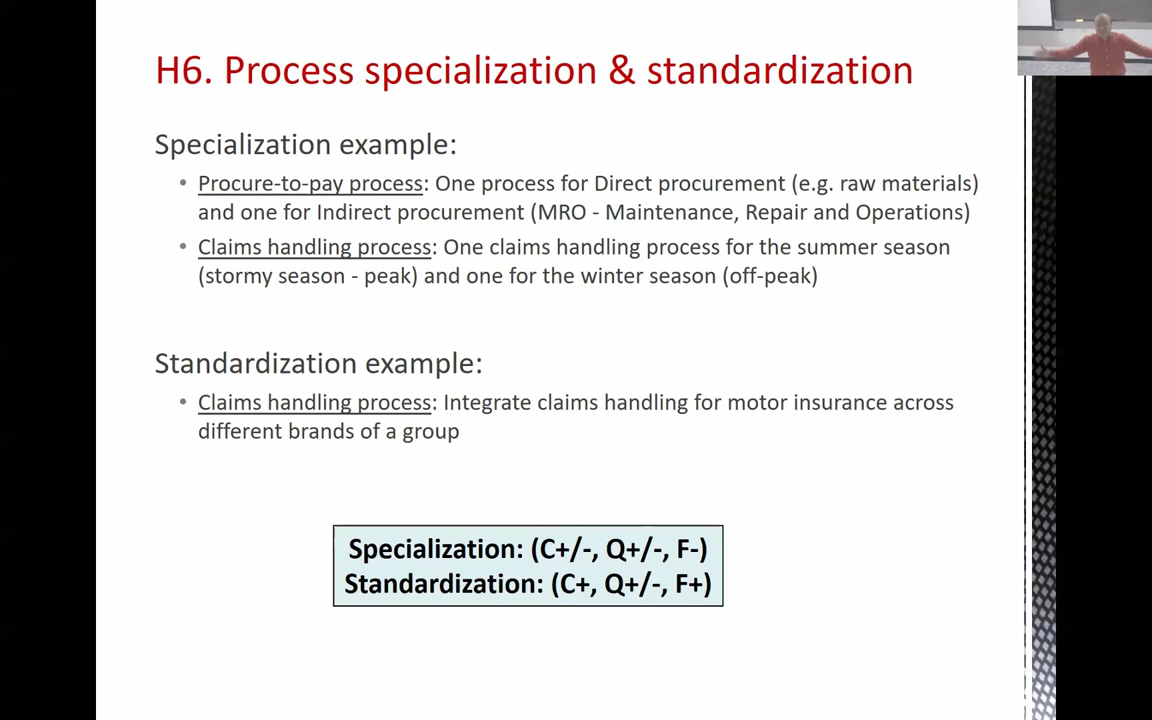 H6. Process specialization & standardization
Specialization example:
• Procure-to-pay process: One process for Direct procurement (e.g. raw materials)
and one for Indirect procurement (MRO - Maintenance, Repair and Operations)
• Claims handling process: One claims handling process for the summer season
(stormy season - peak) and one for the winter season (off-peak)
Standardization example:
• Claims handling process: Integrate claims handling for motor insurance across
different brands of a group
Specialization: (C+/-, Q+/-, F-)
Standardization: (C+, Q+/-, F+)